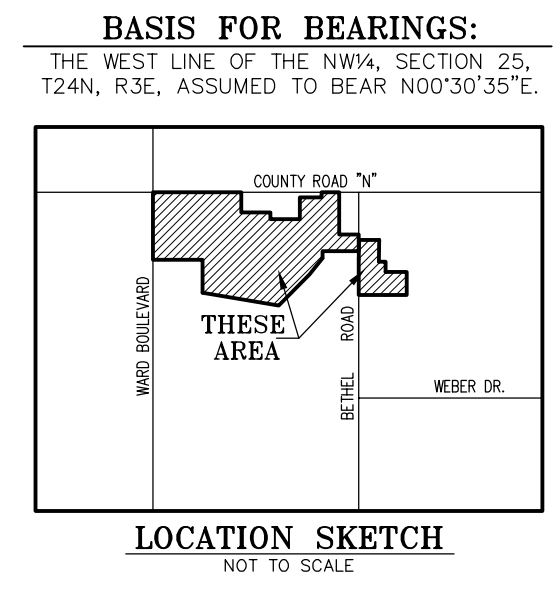 BASIS FOR BEARINGS:
THE WEST LINE OF THE NW¼, SECTION 25,
T24N, R3E, ASSUMED TO BEAR N00°30'35"E.
COUNTY ROAD "N"
WARD BOULEVARD
THESE
AREA
BETHEL ROAD
WEBER DR.
LOCATION SKETCH
NOT TO SCALE